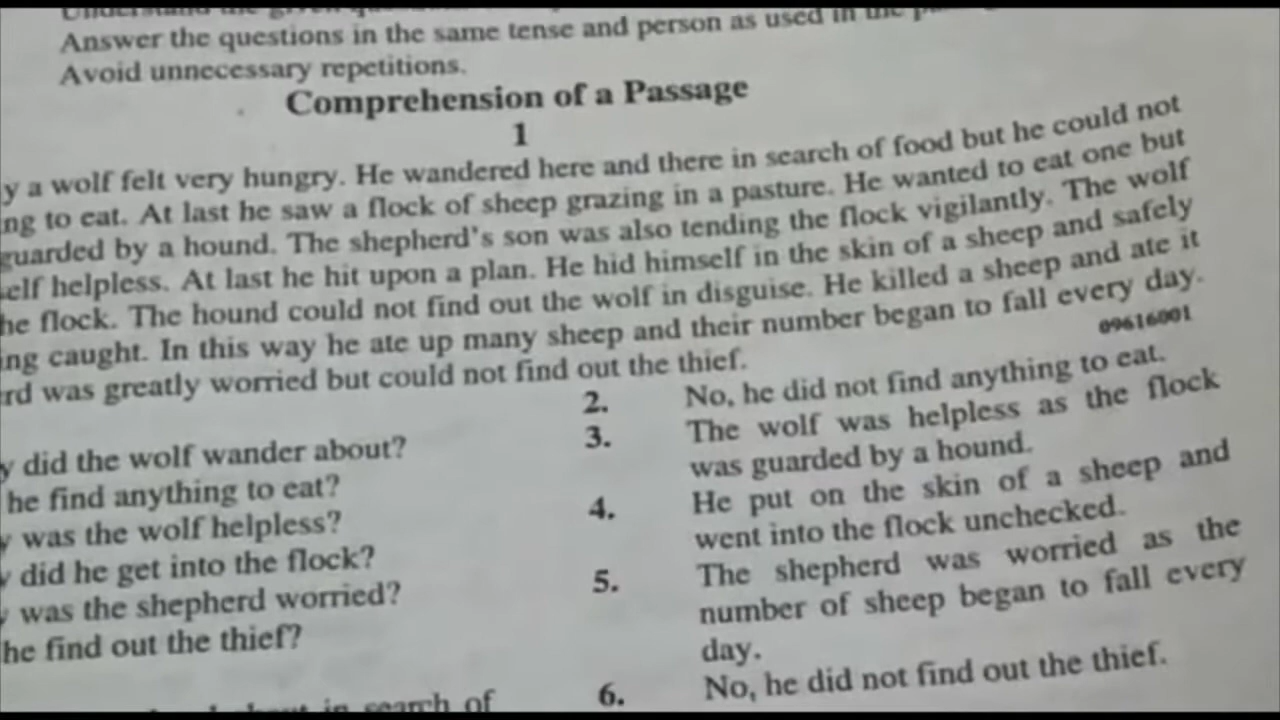 Understand the given
Answer the questions in the same tense and person as used in the
Avoid unnecessary repetitions.
Comprehension of a Passage
1
y a wolf felt very hungry. He wandered here and there in search of food but he could not
ng to eat. At last he saw a flock of sheep grazing in a pasture. He wanted to eat one but
guarded by a hound. The shepherd's son was also tending the flock vigilantly. The wolf
self helpless. At last he hit upon a plan. He hid himself in the skin of a sheep and safely
he flock. The hound could not find out the wolf in disguise. He killed a sheep and ate it
ing caught. In this way he ate up many sheep and their number began to fall every day.
rd was greatly worried but could not find out the thief.
09616001
y did the wolf wander about?
he find anything to eat?
y was the wolf helpless?
y did he get into the flock?
y was the shepherd worried?
he find out the thief?
about in search of
2. No, he did not find anything to eat.
3. The wolf was helpless as the flock
was guarded by a hound.
4. He put on the skin of a sheep and
went into the flock unchecked.
5. The shepherd was worried as the
number of sheep began to fall every
day.
6. No, he did not find out the thief.